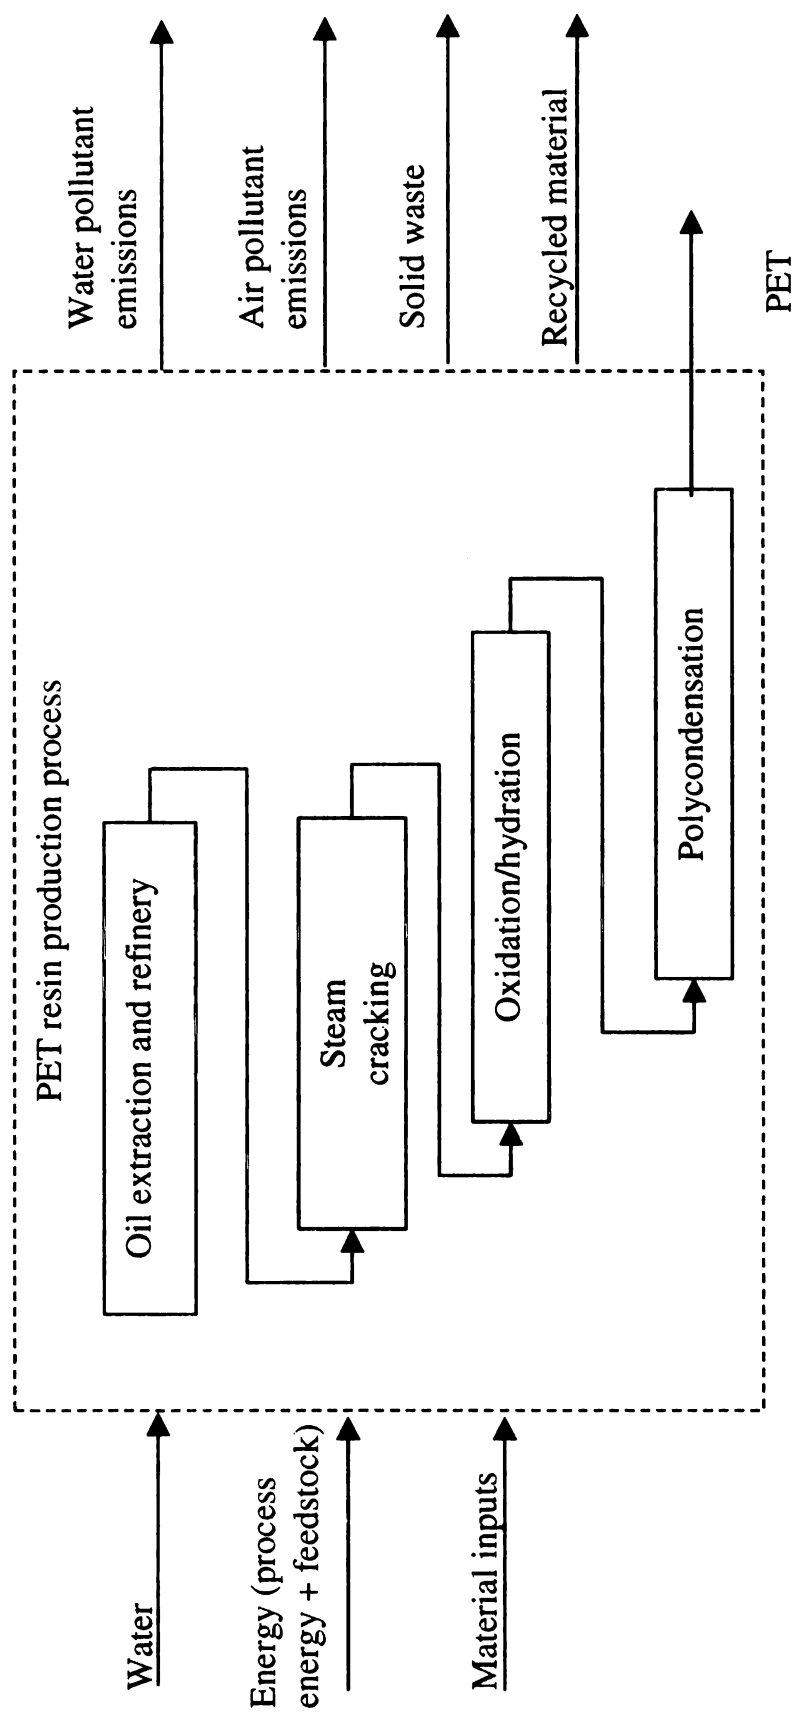 PET resin production process
Water
Energy (process
energy + feedstock)
Material inputs
Oil extraction and refinery
Steam
cracking
Oxidation/hydration
Polycondensation
Water pollutant
emissions
Air pollutant
emissions
Solid waste
Recycled material
PET